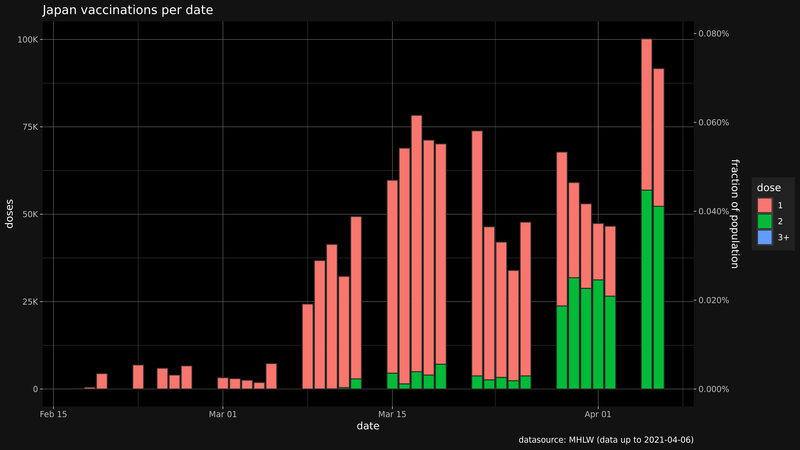 Japan vaccinations per date
100K
75K
50K
25K
0
doses
0.080%
0.060%
0.040%
0.020%
0.000%
fraction of population
dose
1
2
3+
Feb 15
Mar 01
Mar 15
Apr 01
date
datasource: MHLW (data up to 2021-04-06)